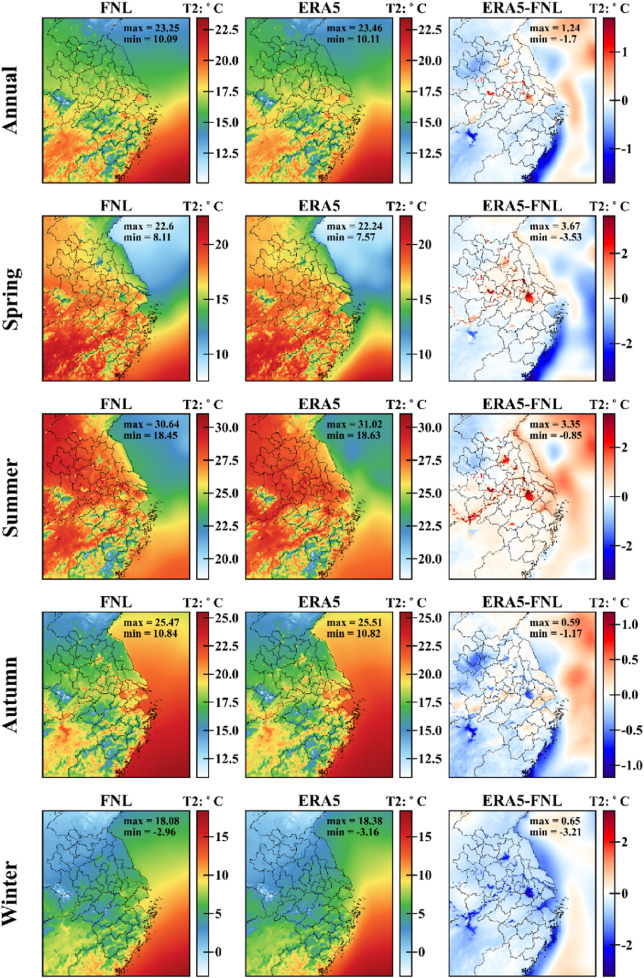 FNL T2: ° C ERA5 T2: ° C ERA5-FNL T2: ° C
Annual
max = 23.25
min = 10.09
22.5
20.0
17.5
15.0
12.5
max = 23.46
min = 10.11
22.5
20.0
17.5
15.0
12.5
max = 1.24
min = -1.7
1
0
-1
FNL T2: ° C ERA5 T2: ° C ERA5-FNL T2: ° C
Spring
max = 22.6
min = 8.11
20
15
10
max = 22.24
min = 7.57
20
15
10
max = 3.67
min = -3.53
2
0
-2
FNL T2: ° C ERA5 T2: ° C ERA5-FNL T2: ° C
Summer
max = 30.64
min = 18.45
30.0
27.5
25.0
22.5
20.0
max = 31.02
min = 18.63
30.0
27.5
25.0
22.5
20.0
max = 3.35
min = -0.85
2
0
-2
FNL T2: ° C ERA5 T2: ° C ERA5-FNL T2: ° C
Autumn
max = 25.47
min = 10.84
25.0
22.5
20.0
17.5
15.0
12.5
max = 25.51
min = 10.82
25.0
22.5
20.0
17.5
15.0
12.5
max = 0.59
min = -1.17
1.0
0.5
0.0
-0.5
-1.0
FNL T2: ° C ERA5 T2: ° C ERA5-FNL T2: ° C
Winter
max = 18.08
min = -2.96
15
10
5
0
max = 18.38
min = -3.16
15
10
5
0
max = 0.65
min = -3.21
2
0
-2